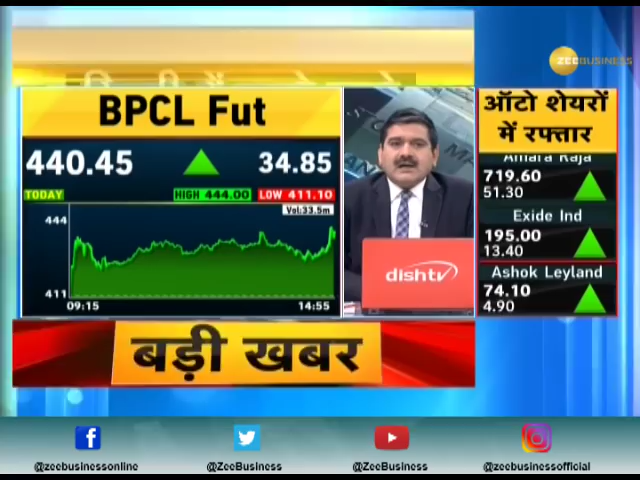 ZEEBUSINESS
BPCL Fut
440.45 34.85
TODAY HIGH 444.00 LOW 411.10
Vol:33.5m
444
411
09:15 14:55
dishtv
ऑटो शेयरों
में रफ्तार
Amara Raja
719.60
51.30
Exide Ind
195.00
13.40
Ashok Leyland
74.10
4.90
बड़ी खबर
@zeebusinessonline @ZeeBusiness @ZeeBusiness @zeebusinessofficial